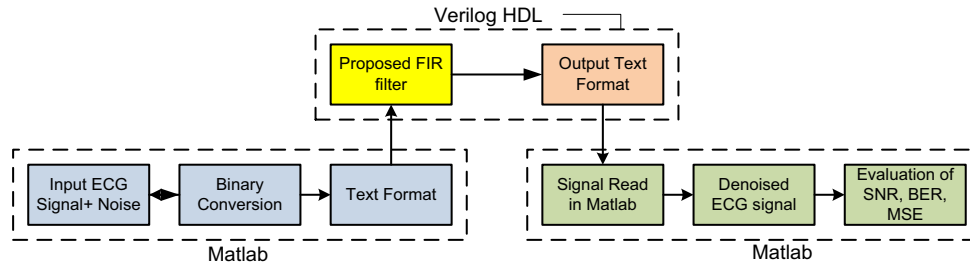 Verilog HDL
Proposed FIR
filter
Output Text
Format
Input ECG
Signal+ Noise
Binary
Conversion
Text Format
Matlab
Signal Read
in Matlab
Denoised
ECG signal
Evaluation of
SNR, BER,
MSE
Matlab